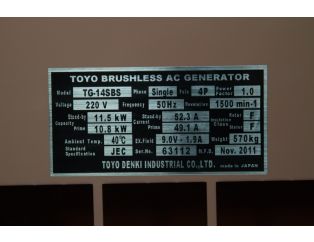 TOYO BRUSHLESS AC GENERATOR
Model TG-14SBS Phase Single Pole 4P Power Factor 1.0
Voltage 220 V Frequency 50Hz Revolution 1500 min-1
Capacity Stand-by 11.5 kW Current Stand-by 52.3 A Insulation Class Rotor F
Prime 10.8 kW Prime 49.1 A Stator F
Ambient Temp. 40℃ EX. Field 9.0V- 1.9A Weight 570kg
Standard Specification JEC Ser.No. 63112 M.F.D. Nov. 2011
TOYO DENKI INDUSTRIAL CO.,LTD. made in JAPAN